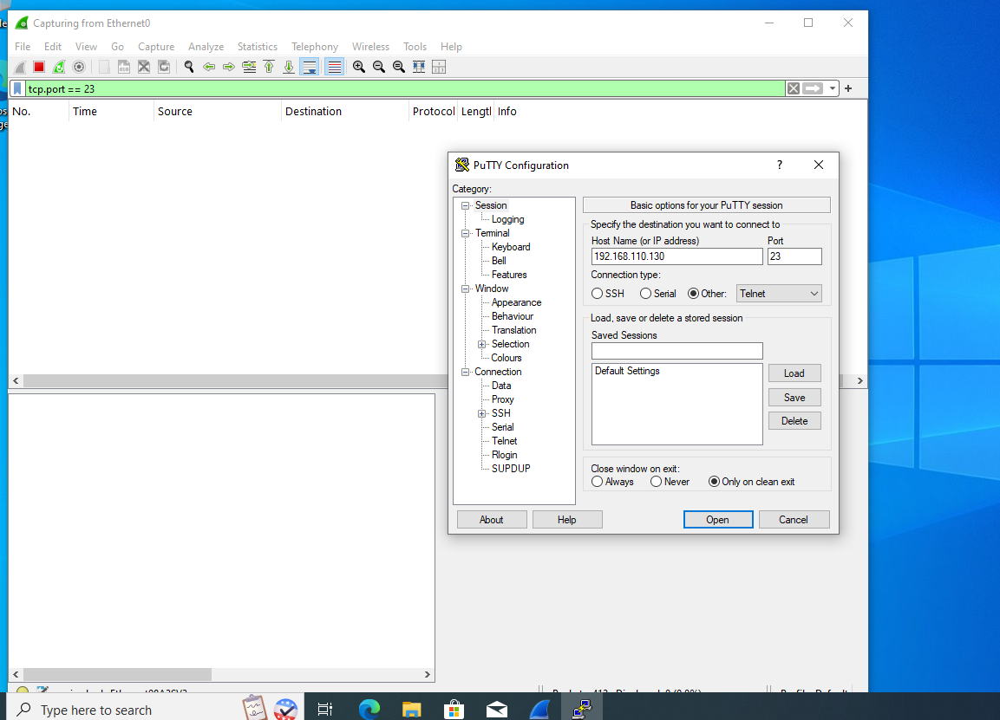 Capturing from Ethernet0
File Edit View Go Capture Analyze Statistics Telephony Wireless Tools Help
tcp.port == 23
No. Time Source Destination Protocol Lengtl Info
PuTTY Configuration
?
Category:
Session
Logging
Terminal
Keyboard
Bell
Features
Window
Appearance
Behaviour
Translation
Selection
Colours
Connection
Data
Proxy
SSH
Serial
Telnet
Rlogin
SUPDUP
Basic options for your PuTTY session
Specify the destination you want to connect to
Host Name (or IP address) Port
192.168.110.130 23
Connection type:
SSH Serial Other: Telnet
Load, save or delete a stored session
Saved Sessions
Default Settings
Load
Save
Delete
Close window on exit:
Always Never Only on clean exit
About Help Open Cancel
Type here to search